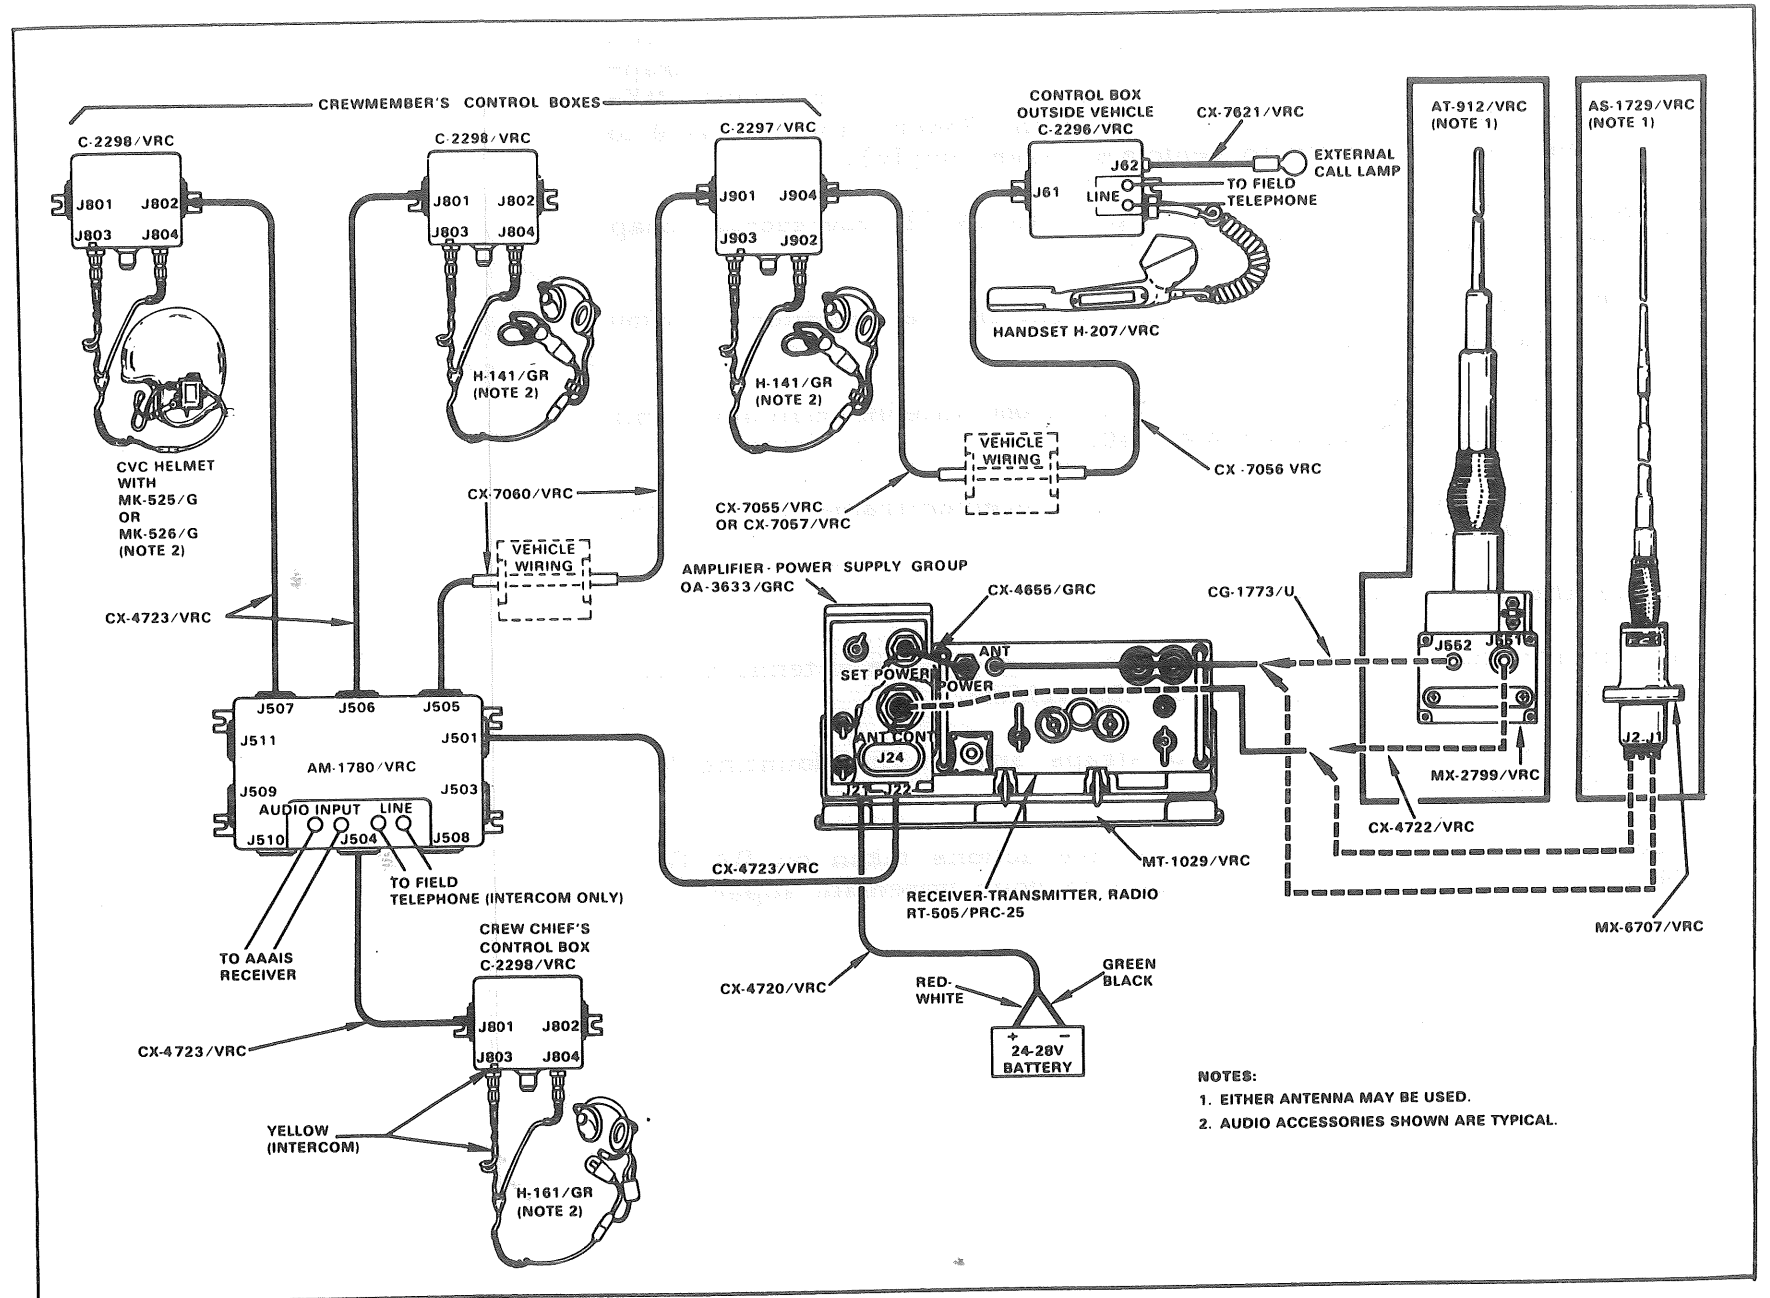 CREWMEMBER'S CONTROL BOXES
C-2298/VRC
J801 J802
J803 J804
CVC HELMET
WITH
MK-525/G
OR
MK-526/G
(NOTE 2)
C-2298/VRC
J801 J802
J803 J804
H-141/GR
(NOTE 2)
C-2297/VRC
J901 J904
J903 J902
H-141/GR
(NOTE 2)
CONTROL BOX
OUTSIDE VEHICLE
C-2296/VRC
J61
J62
LINE
CX-7621/VRC
EXTERNAL
CALL LAMP
TO FIELD
TELEPHONE
HANDSET H-207/VRC
AT-912/VRC
(NOTE 1)
AS-1729/VRC
(NOTE 1)
CX-7060/VRC
VEHICLE
WIRING
CX-7055/VRC
OR CX-7057/VRC
CX-7056 VRC
VEHICLE
WIRING
CX-4723/VRC
AMPLIFIER-POWER SUPPLY GROUP
OA-3633/GRC
CX-4655/GRC
CG-1773/U
SET POWER
POWER
ANT
ANT CONT
J24
J21 J22
J552 J551
J2-J1
MX-2799/VRC
CX-4722/VRC
MX-6707/VRC
MT-1029/VRC
RECEIVER-TRANSMITTER, RADIO
RT-505/PRC-25
J507 J506 J505
J511 J501
AM-1780/VRC
J509 J503
AUDIO INPUT LINE
J510 J504 J508
CX-4723/VRC
TO FIELD
TELEPHONE (INTERCOM ONLY)
TO AAAIS
RECEIVER
CREW CHIEF'S
CONTROL BOX
C-2298/VRC
J801 J802
J803 J804
CX-4723/VRC
YELLOW
(INTERCOM)
H-161/GR
(NOTE 2)
CX-4720/VRC
RED-
WHITE
GREEN
BLACK
+ −
24-28V
BATTERY
NOTES:
1. EITHER ANTENNA MAY BE USED.
2. AUDIO ACCESSORIES SHOWN ARE TYPICAL.